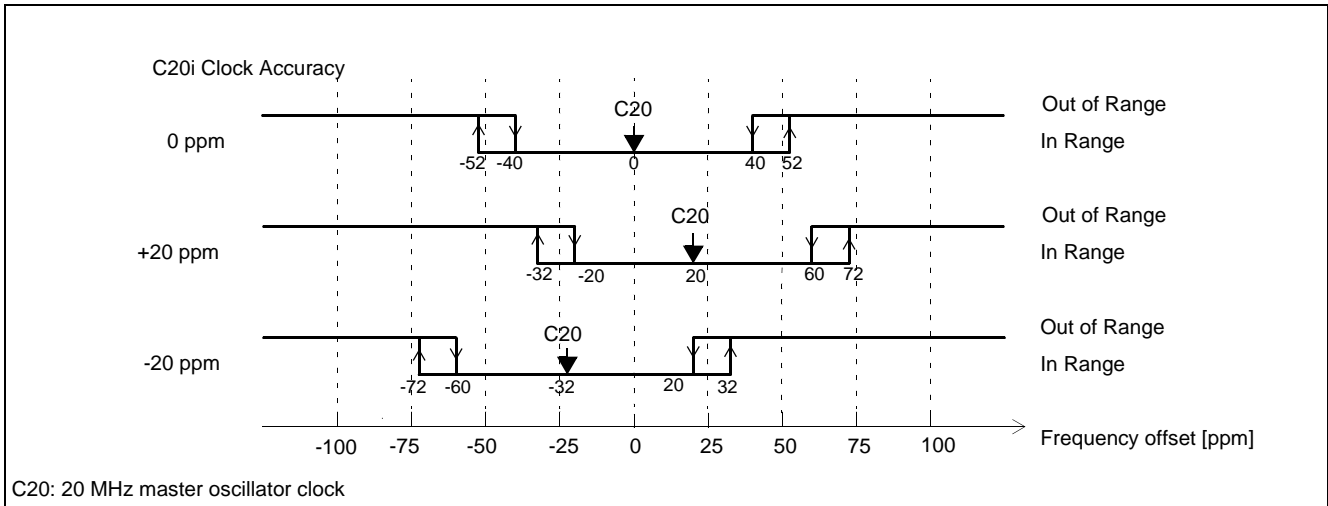 C20i Clock Accuracy
C20
Out of Range
0 ppm
In Range
-52 -40 0 40 52
C20
Out of Range
+20 ppm
In Range
-32 -20 20 60 72
C20
Out of Range
-20 ppm
In Range
-72 -60 -32 20 32
-100 -75 -50 -25 0 25 50 75 100 Frequency offset [ppm]
C20: 20 MHz master oscillator clock